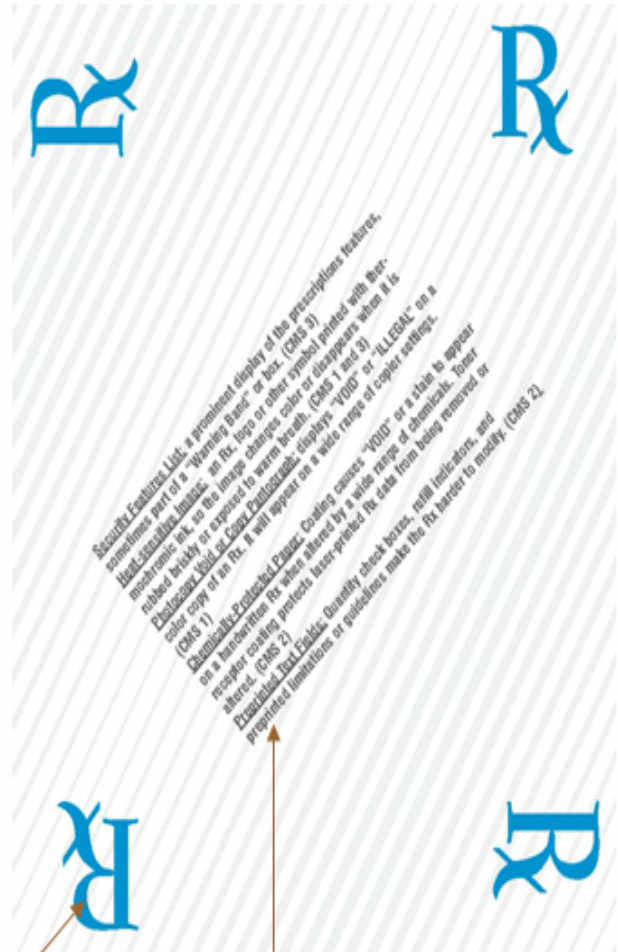 Rx
Rx
Security Features List: a prominent display of the prescriptions features,
sometimes part of a "Warning Band" or box. (CMS 3)
Heat-sensitive Images: an Rx, logo or other symbol printed with ther-
mochromic ink, so the image changes color or disappears when it is
rubbed briskly or exposed to warm breath. (CMS 1 and 3)
Photocopy Void or Copy Pantograph: displays "VOID" or "ILLEGAL" on a
color copy of an Rx. It will appear on a wide range of copier settings.
(CMS 1)
Chemically-Protected Paper: Coating causes "VOID" or a stain to appear
on a handwritten Rx when altered by a wide range of chemicals. Toner
receptor coating protects laser-printed Rx data from being removed or
altered. (CMS 2)
Preprinted Text Fields: Quantity check boxes, refill indicators, and
preprinted limitations or guidelines make the Rx harder to modify. (CMS 2).
Rx
Rx